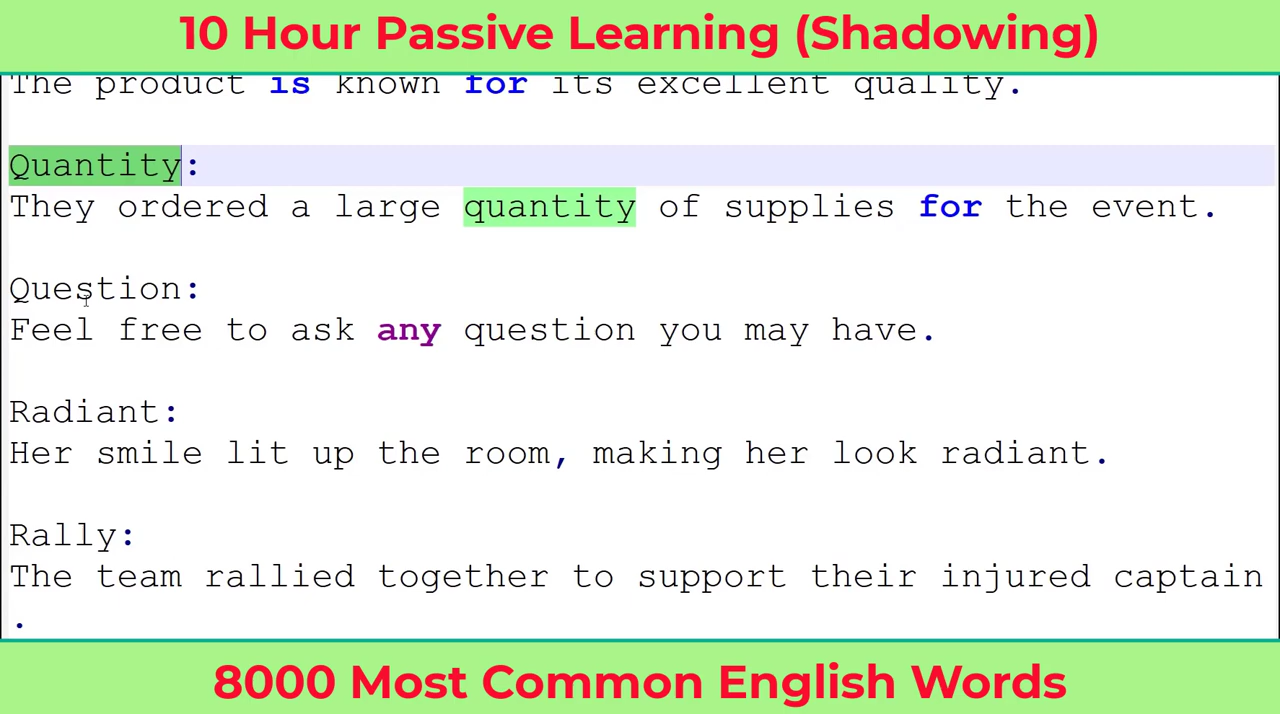 10 Hour Passive Learning (Shadowing)
The product is known for its excellent quality.
Quantity:
They ordered a large quantity of supplies for the event.
Question:
Feel free to ask any question you may have.
Radiant:
Her smile lit up the room, making her look radiant.
Rally:
The team rallied together to support their injured captain
.
8000 Most Common English Words